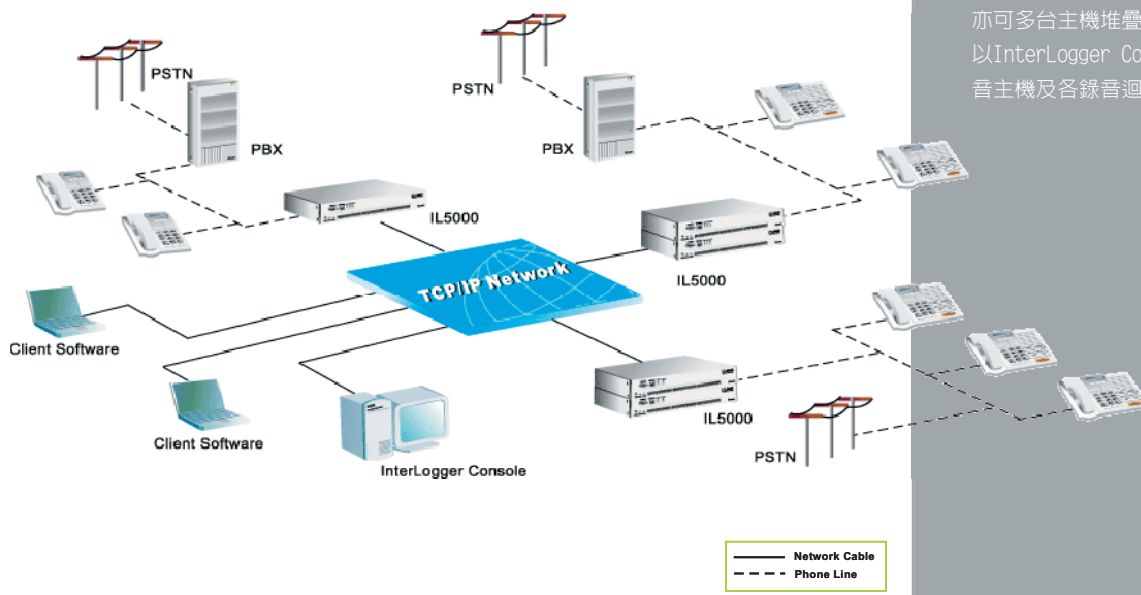 亦可多台主機堆疊
以InterLogger Co
音主機及各錄音迴
PSTN
PSTN
PBX
PBX
IL5000
IL5000
TCP/IP Network
Client Software
Client Software
IL5000
PSTN
InterLogger Console
Network Cable
Phone Line